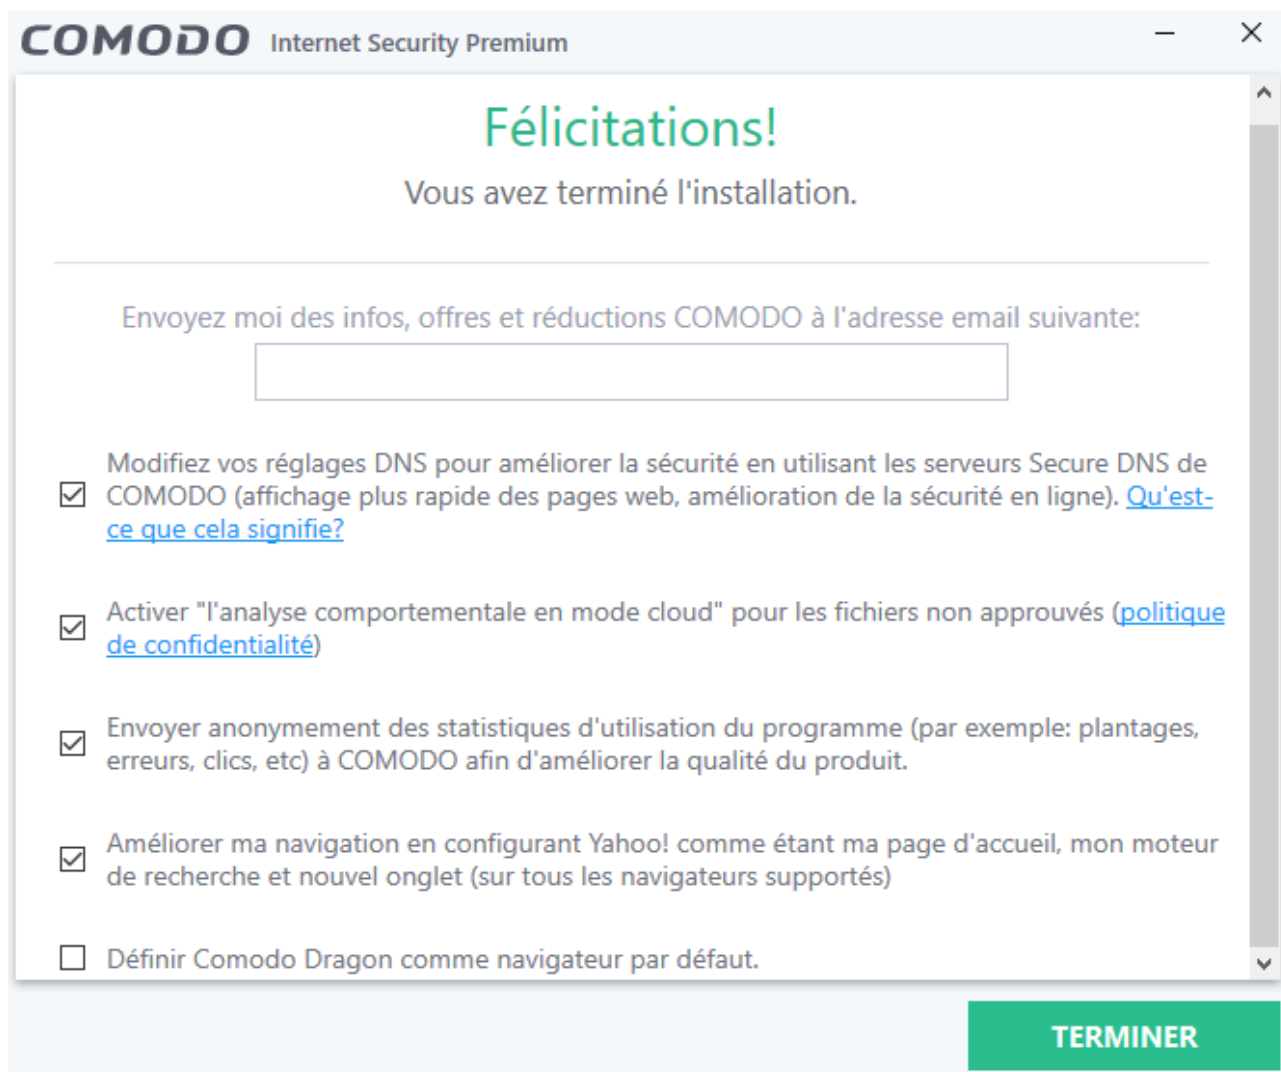 COMODO Internet Security Premium
Félicitations!
Vous avez terminé l'installation.
Envoyez moi des infos, offres et réductions COMODO à l'adresse email suivante:
Modifiez vos réglages DNS pour améliorer la sécurité en utilisant les serveurs Secure DNS de
COMODO (affichage plus rapide des pages web, amélioration de la sécurité en ligne). Qu'est-
ce que cela signifie?
Activer "l'analyse comportementale en mode cloud" pour les fichiers non approuvés (politique
de confidentialité)
Envoyer anonymement des statistiques d'utilisation du programme (par exemple: plantages,
erreurs, clics, etc) à COMODO afin d'améliorer la qualité du produit.
Améliorer ma navigation en configurant Yahoo! comme étant ma page d'accueil, mon moteur
de recherche et nouvel onglet (sur tous les navigateurs supportés)
Définir Comodo Dragon comme navigateur par défaut.
TERMINER